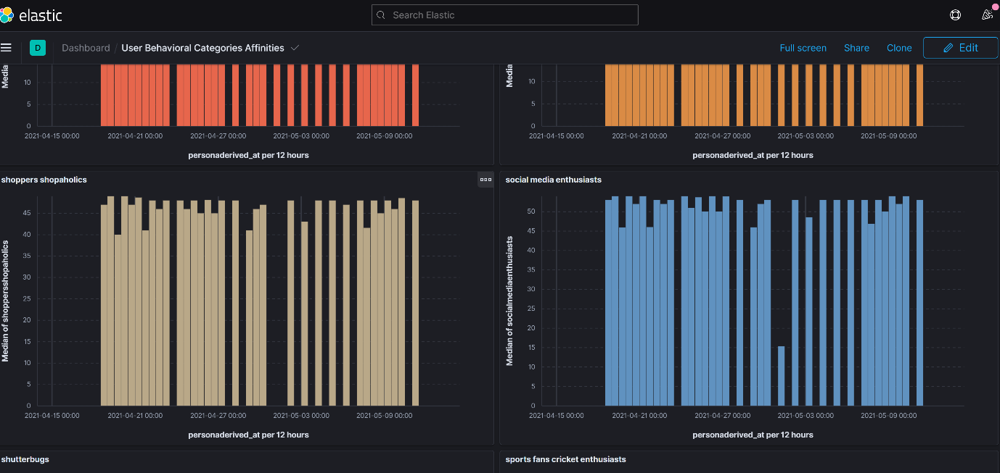 elastic
Search Elastic
D
Dashboard / User Behavioral Categories Affinities
Full screen
Share
Clone
Edit
Media
10
5
0
2021-04-15 00:00
2021-04-21 00:00
2021-04-27 00:00
2021-05-03 00:00
2021-05-09 00:00
personaderived_at per 12 hours
Media
10
5
0
2021-04-15 00:00
2021-04-21 00:00
2021-04-27 00:00
2021-05-03 00:00
2021-05-09 00:00
personaderived_at per 12 hours
shoppers shopaholics
Median of shoppersshopaholics
45
40
35
30
25
20
15
10
5
0
2021-04-15 00:00
2021-04-21 00:00
2021-04-27 00:00
2021-05-03 00:00
2021-05-09 00:00
personaderived_at per 12 hours
social media enthusiasts
Median of socialmediaenthusiasts
50
45
40
35
30
25
20
15
10
5
0
2021-04-15 00:00
2021-04-21 00:00
2021-04-27 00:00
2021-05-03 00:00
2021-05-09 00:00
personaderived_at per 12 hours
shutterbugs
sports fans cricket enthusiasts